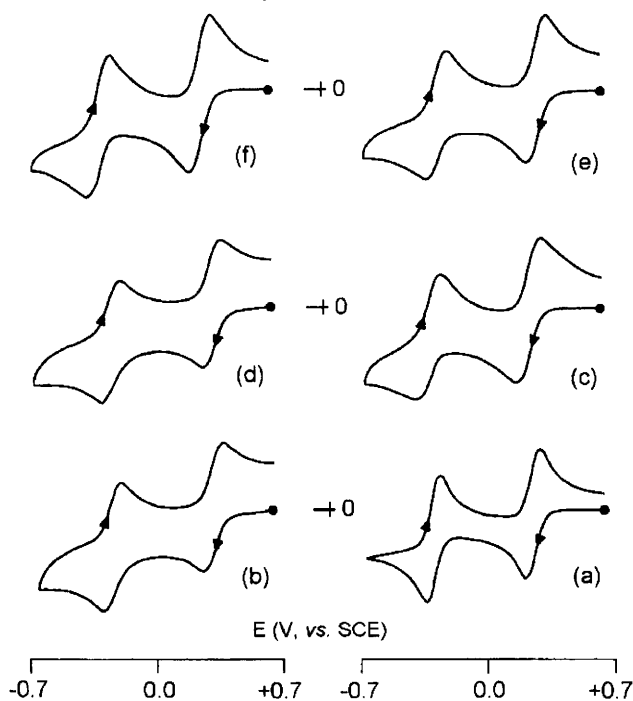 (f) → 0 (e)
(d) → 0 (c)
(b) → 0 (a)
E (V, vs. SCE)
-0.7 0.0 +0.7 -0.7 0.0 +0.7